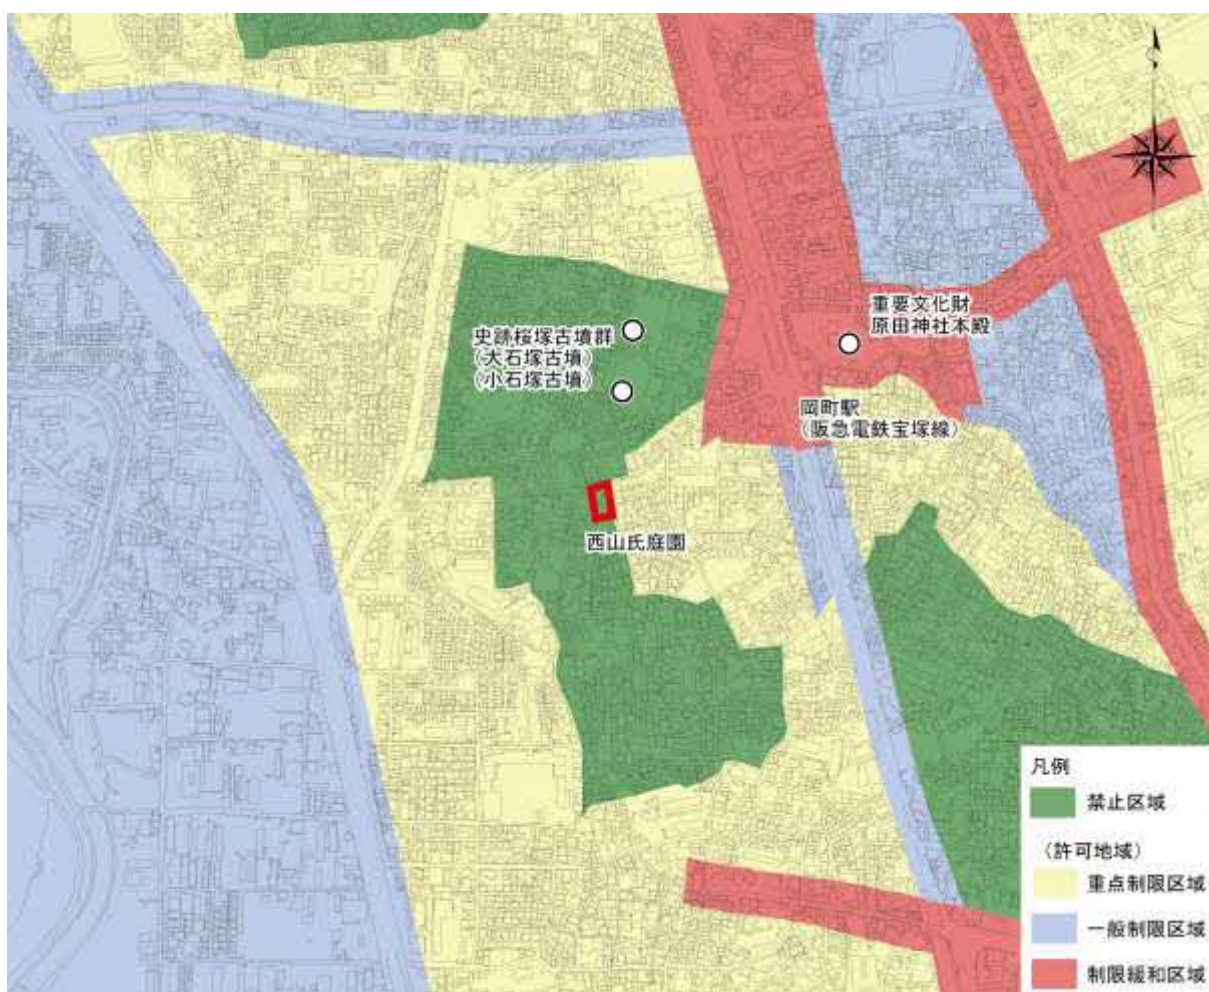 重要文化財
原田神社本殿
史跡桜塚古墳群
（大石塚古墳）
（小石塚古墳）
岡町駅
（阪急電鉄宝塚線）
西山氏庭園
凡例
禁止区域
（許可地域）
重点制限区域
一般制限区域
制限緩和区域